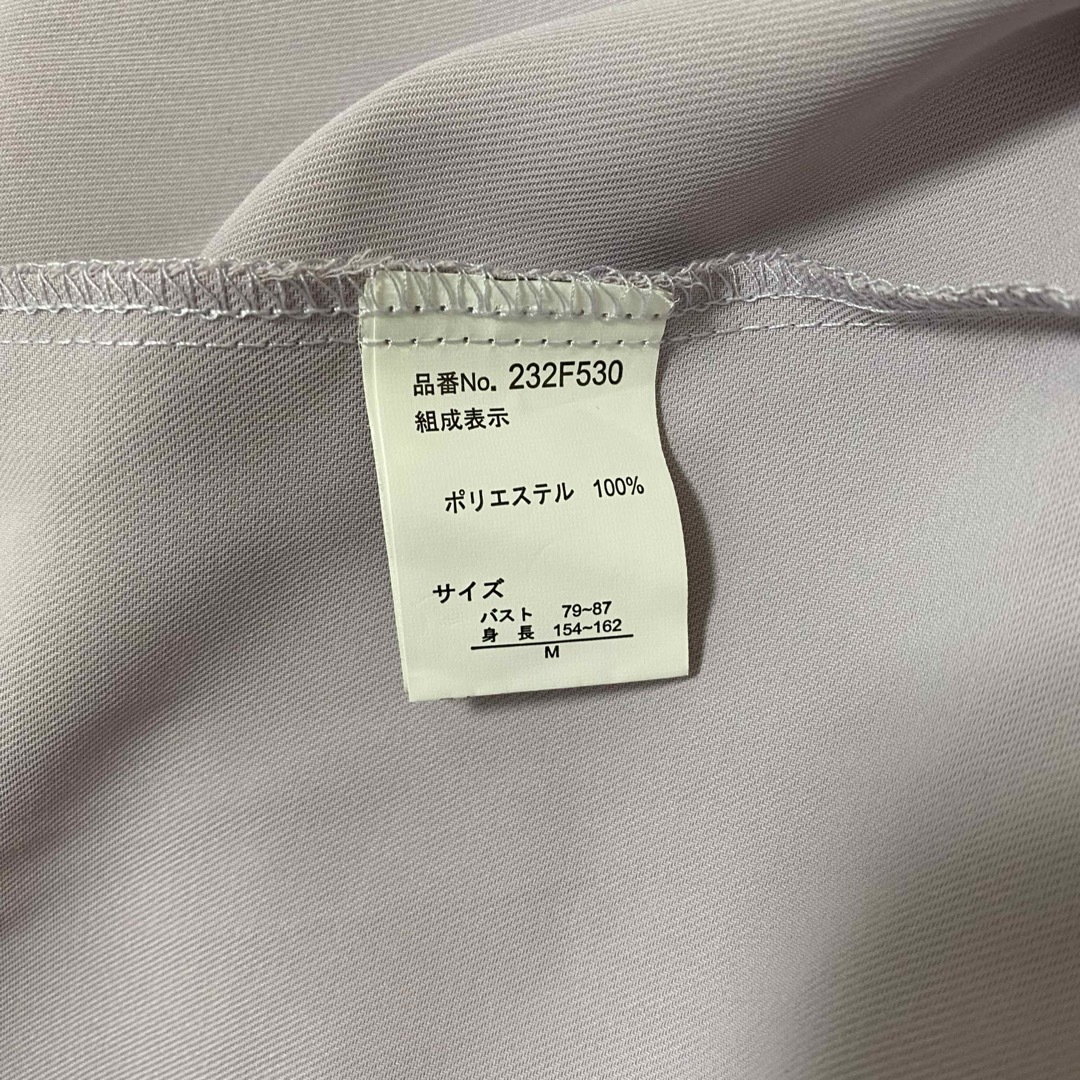 品番No. 232F530
組成表示
ポリエステル 100%
サイズ
バスト 79~87
身 長 154~162
M